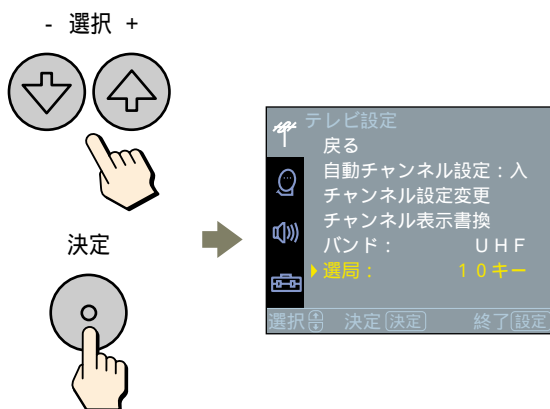 - 選択 +
決定
テレビ設定
戻る
自動チャンネル設定：入
チャンネル設定変更
チャンネル表示書換
バンド： ＵＨＦ
選局： １０キー
選択 決定 決定 終了 設定